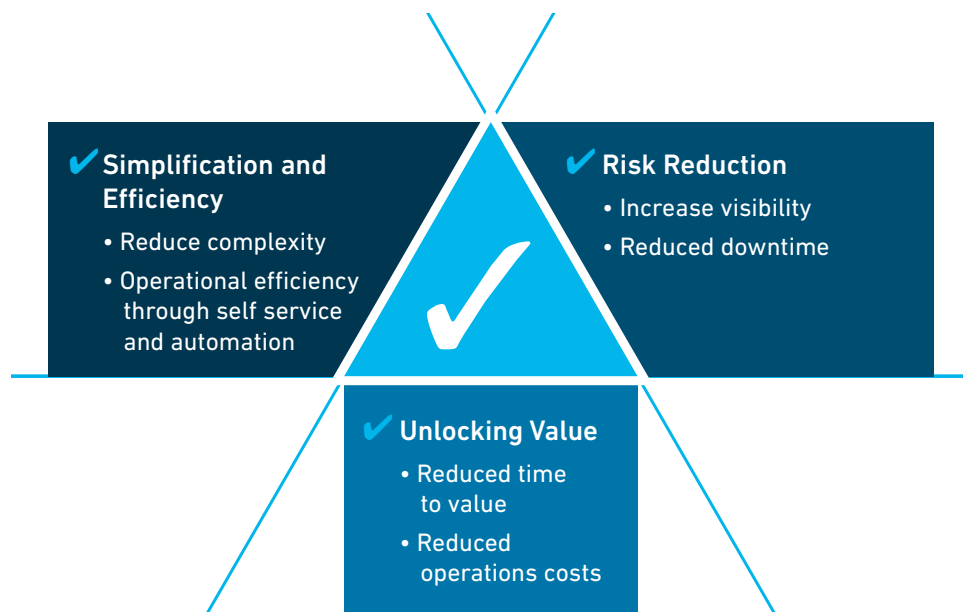 ✔ Simplification and
Efficiency
• Reduce complexity
• Operational efficiency
through self service
and automation
✔ Risk Reduction
• Increase visibility
• Reduced downtime
✔ Unlocking Value
• Reduced time
to value
• Reduced
operations costs